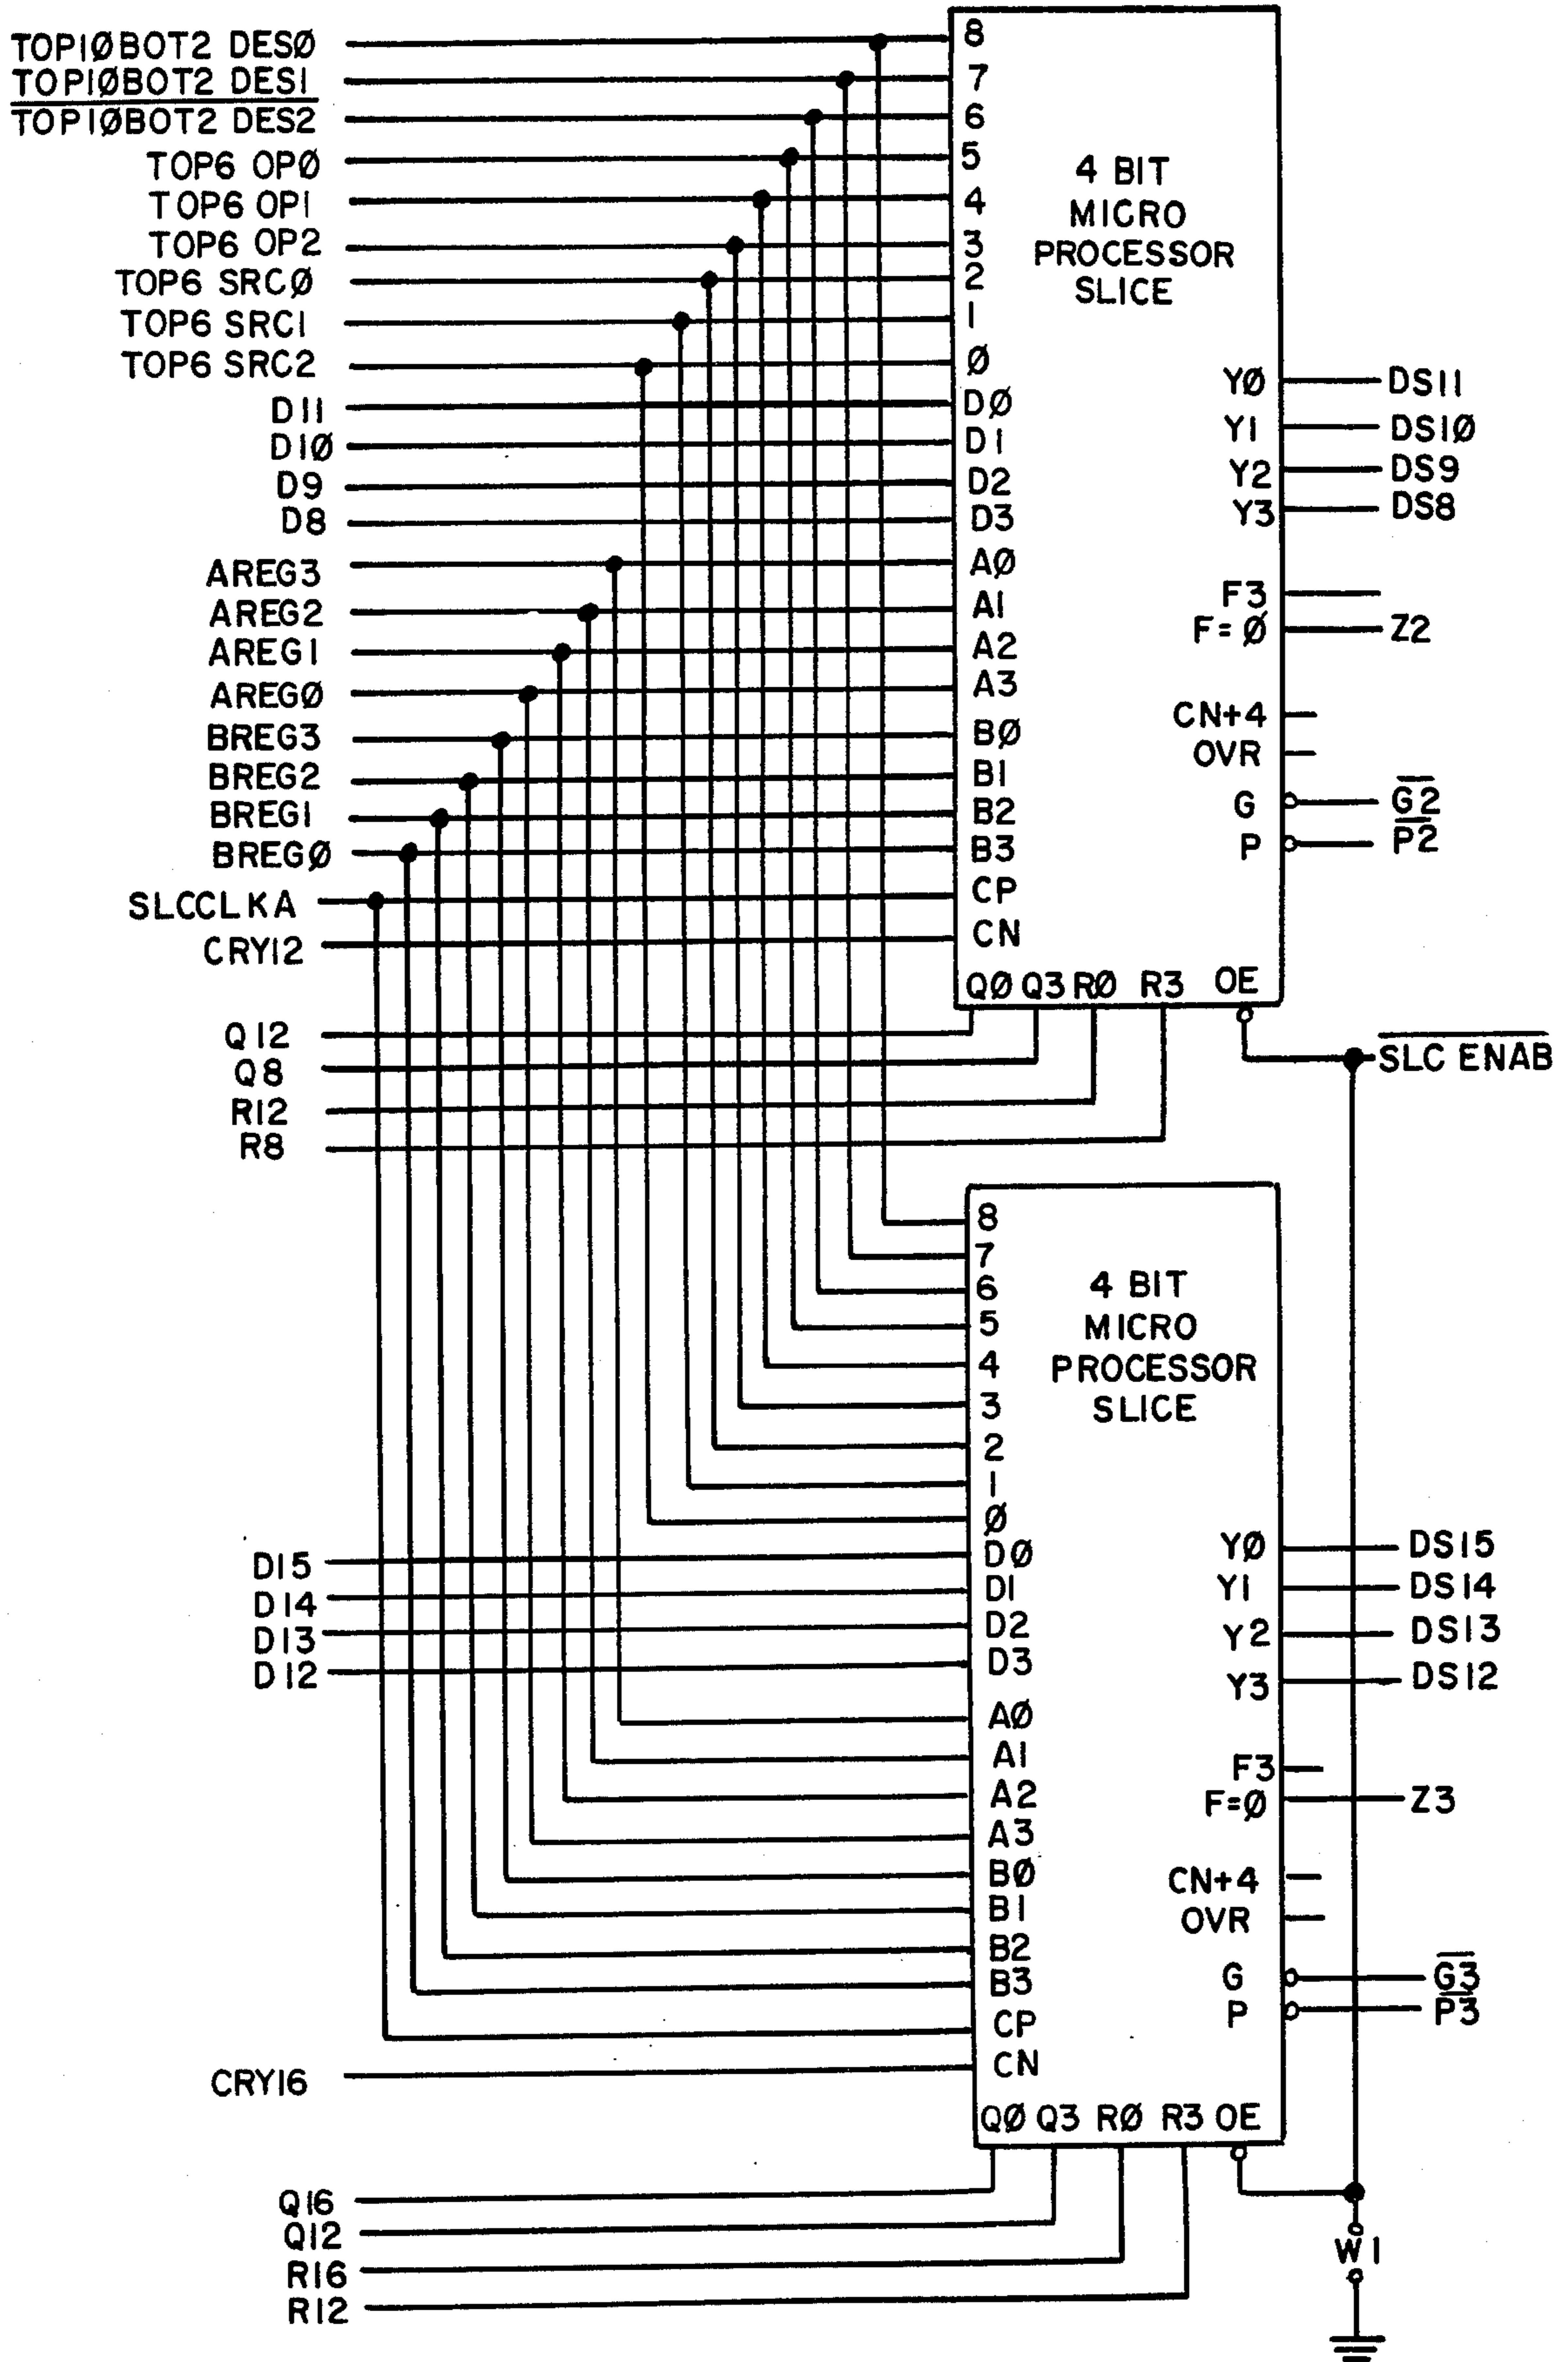 TOP1ØBOT2 DESØ
TOP1ØBOT2 DES1
TOP1ØBOT2 DES2
TOP6 OPØ
TOP6 OP1
TOP6 OP2
TOP6 SRCØ
TOP6 SRC1
TOP6 SRC2
D11
D1Ø
D9
D8
AREG3
AREG2
AREG1
AREGØ
BREG3
BREG2
BREG1
BREGØ
SLCCLKA
CRY12
Q12
Q8
R12
R8
8
7
6
5
4
3
2
1
Ø
DØ
D1
D2
D3
AØ
A1
A2
A3
BØ
B1
B2
B3
CP
CN
QØ Q3 RØ R3 OE
4 BIT
MICRO
PROCESSOR
SLICE
YØ DS11
Y1 DS1Ø
Y2 DS9
Y3 DS8
F3
F=Ø Z2
CN+4
OVR
G G̅2̅
P P̅2̅
S̅L̅C̅ ̅E̅N̅A̅B̅
8
7
6
5
4
3
2
1
Ø
D15 DØ
D14 D1
D13 D2
D12 D3
AØ
A1
A2
A3
BØ
B1
B2
B3
CP
CRY16 CN
QØ Q3 RØ R3 OE
4 BIT
MICRO
PROCESSOR
SLICE
YØ DS15
Y1 DS14
Y2 DS13
Y3 DS12
F3
F=Ø Z3
CN+4
OVR
G G̅3̅
P P̅3̅
Q16
Q12
R16
R12
W1